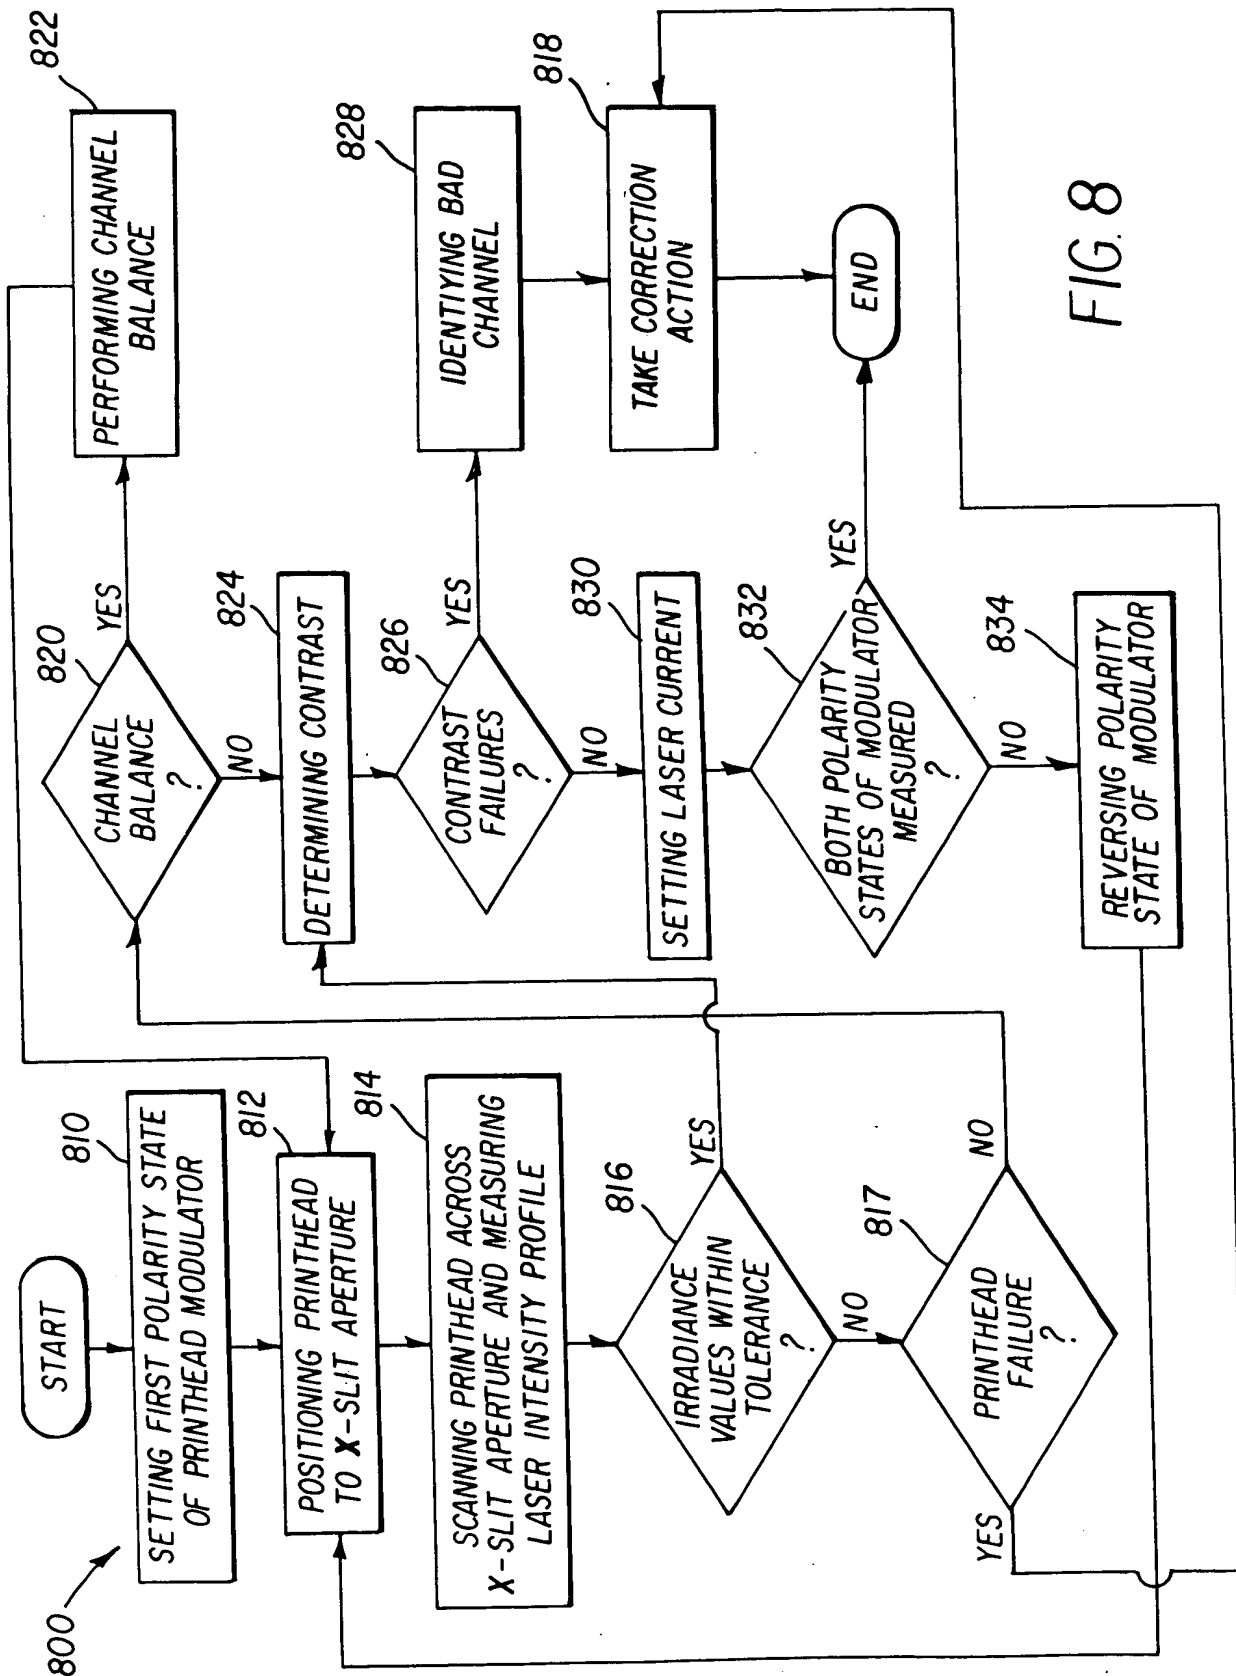 800
START
SETTING FIRST POLARITY STATE
OF PRINTHEAD MODULATOR
810
POSITIONING PRINTHEAD
TO X-SLIT APERTURE
812
SCANNING PRINTHEAD ACROSS
X-SLIT APERTURE AND MEASURING
LASER INTENSITY PROFILE
814
IRRADIANCE
VALUES WITHIN
TOLERANCE
?
816
YES
NO
PRINTHEAD
FAILURE
?
817
YES
NO
CHANNEL
BALANCE
?
820
YES
NO
PERFORMING CHANNEL
BALANCE
822
DETERMINING CONTRAST
824
CONTRAST
FAILURES
?
826
YES
NO
IDENTIYING BAD
CHANNEL
828
TAKE CORRECTION
ACTION
818
SETTING LASER CURRENT
830
BOTH POLARITY
STATES OF MODULATOR
MEASURED
?
832
YES
NO
END
REVERSING POLARITY
STATE OF MODULATOR
834
FIG. 8